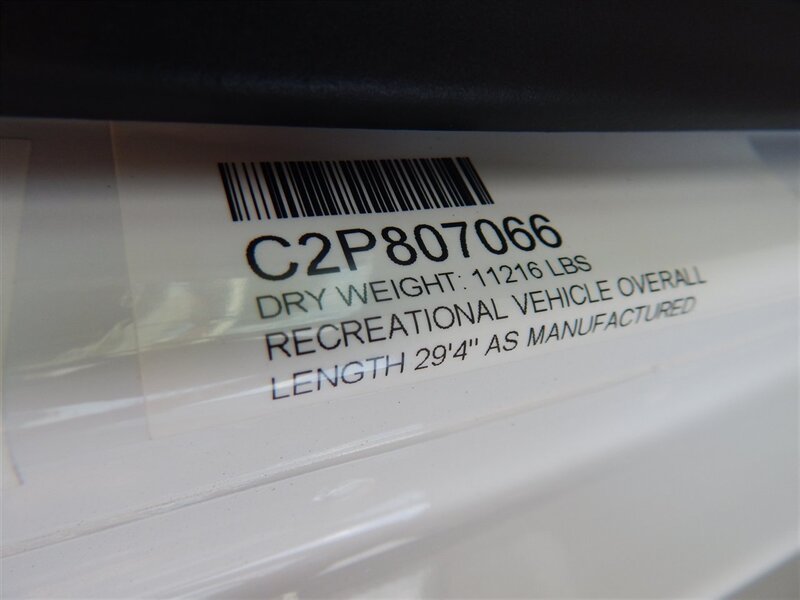 C2P807066
DRY WEIGHT: 11216 LBS
RECREATIONAL VEHICLE OVERALL
LENGTH 29'4" AS MANUFACTURED